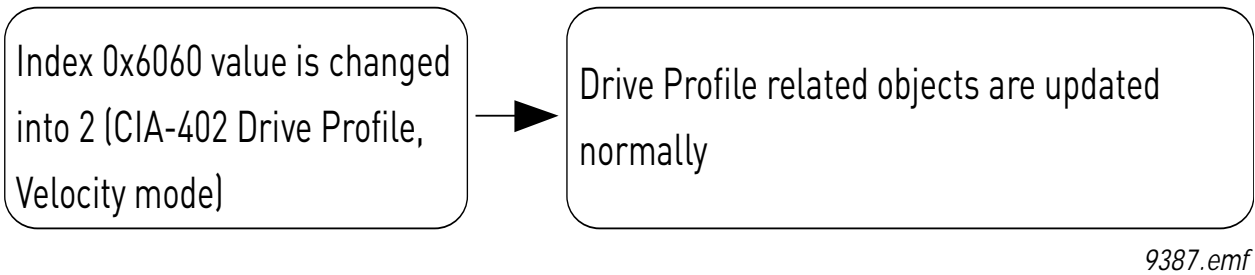 Index 0x6060 value is changed
into 2 (CIA-402 Drive Profile,
Velocity mode)
Drive Profile related objects are updated
normally
9387.emf